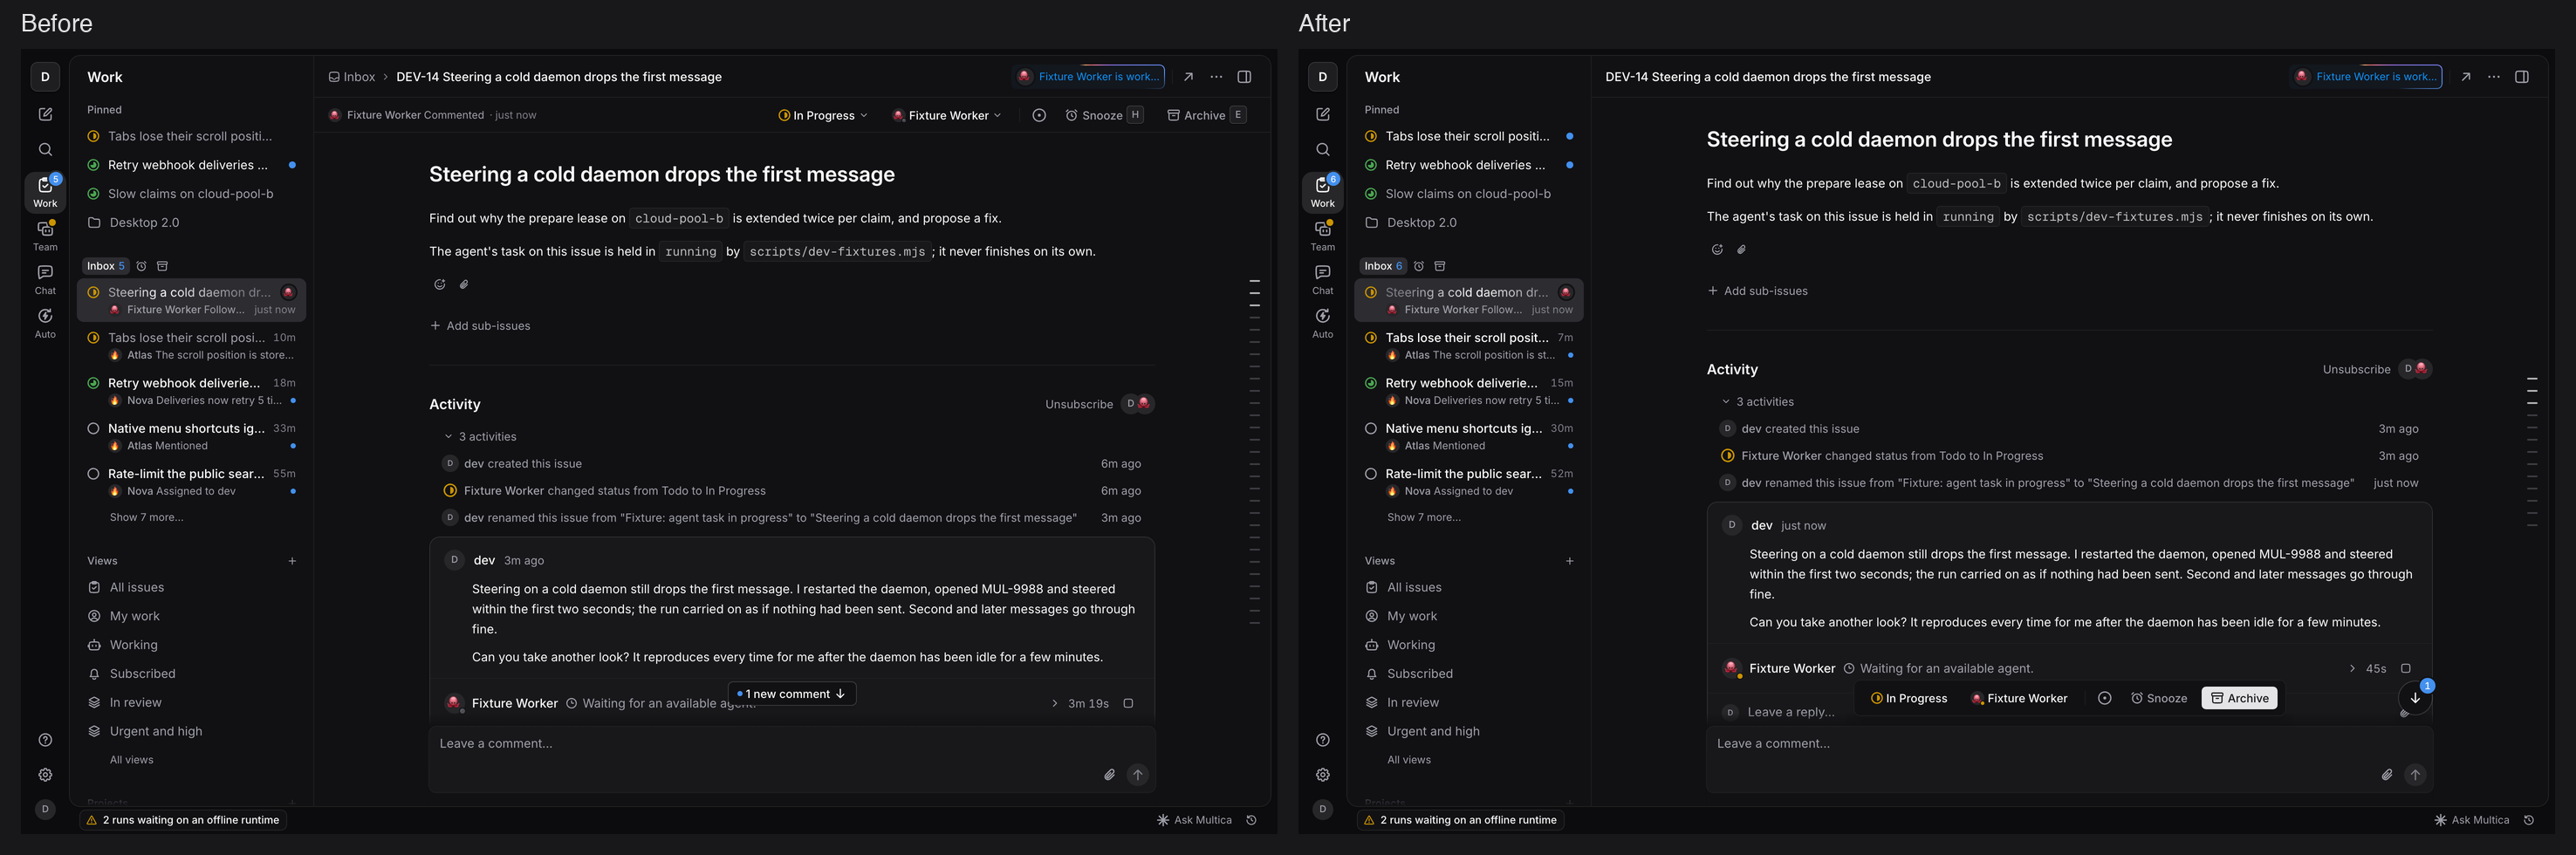 Before
D
Work
Pinned
Tabs lose their scroll positi...
Retry webhook deliveries ...
Slow claims on cloud-pool-b
Desktop 2.0
5
Work
Team
Chat
Auto
Inbox 5
Steering a cold daemon dr...
Fixture Worker Follow... just now
Tabs lose their scroll posi... 10m
Atlas The scroll position is store...
Retry webhook deliverie... 18m
Nova Deliveries now retry 5 ti...
Native menu shortcuts ig... 33m
Atlas Mentioned
Rate-limit the public sear... 55m
Nova Assigned to dev
Show 7 more...
Views +
All issues
My work
Working
Subscribed
In review
Urgent and high
All views
Projects +
D
2 runs waiting on an offline runtime
Inbox > DEV-14 Steering a cold daemon drops the first message
Fixture Worker is work...
Fixture Worker Commented · just now
In Progress
Fixture Worker
Snooze H
Archive E
Steering a cold daemon drops the first message
Find out why the prepare lease on cloud-pool-b is extended twice per claim, and propose a fix.
The agent's task on this issue is held in running by scripts/dev-fixtures.mjs; it never finishes on its own.
+ Add sub-issues
Activity
Unsubscribe D
3 activities
D dev created this issue 6m ago
Fixture Worker changed status from Todo to In Progress 6m ago
D dev renamed this issue from "Fixture: agent task in progress" to "Steering a cold daemon drops the first message" 3m ago
D dev 3m ago
Steering on a cold daemon still drops the first message. I restarted the daemon, opened MUL-9988 and steered
within the first two seconds; the run carried on as if nothing had been sent. Second and later messages go through
fine.
Can you take another look? It reproduces every time for me after the daemon has been idle for a few minutes.
1 new comment ↓
Fixture Worker Waiting for an available agent. > 3m 19s
Leave a comment...
Ask Multica
After
D
Work
Pinned
Tabs lose their scroll positi...
Retry webhook deliveries ...
Slow claims on cloud-pool-b
Desktop 2.0
6
Work
Team
Chat
Auto
Inbox 6
Steering a cold daemon dr...
Fixture Worker Follow... just now
Tabs lose their scroll posit... 7m
Atlas The scroll position is st...
Retry webhook deliverie... 15m
Nova Deliveries now retry 5 ti...
Native menu shortcuts ig... 30m
Atlas Mentioned
Rate-limit the public sear... 52m
Nova Assigned to dev
Show 7 more...
Views +
All issues
My work
Working
Subscribed
In review
Urgent and high
All views
Projects +
D
2 runs waiting on an offline runtime
DEV-14 Steering a cold daemon drops the first message
Fixture Worker is work...
Steering a cold daemon drops the first message
Find out why the prepare lease on cloud-pool-b is extended twice per claim, and propose a fix.
The agent's task on this issue is held in running by scripts/dev-fixtures.mjs; it never finishes on its own.
+ Add sub-issues
Activity
Unsubscribe D
3 activities
D dev created this issue 3m ago
Fixture Worker changed status from Todo to In Progress 3m ago
D dev renamed this issue from "Fixture: agent task in progress" to "Steering a cold daemon drops the first message" just now
D dev just now
Steering on a cold daemon still drops the first message. I restarted the daemon, opened MUL-9988 and steered
within the first two seconds; the run carried on as if nothing had been sent. Second and later messages go through
fine.
Can you take another look? It reproduces every time for me after the daemon has been idle for a few minutes.
Fixture Worker Waiting for an available agent. > 45s
In Progress
Fixture Worker
Snooze
Archive
1
D Leave a reply...
Leave a comment...
Ask Multica